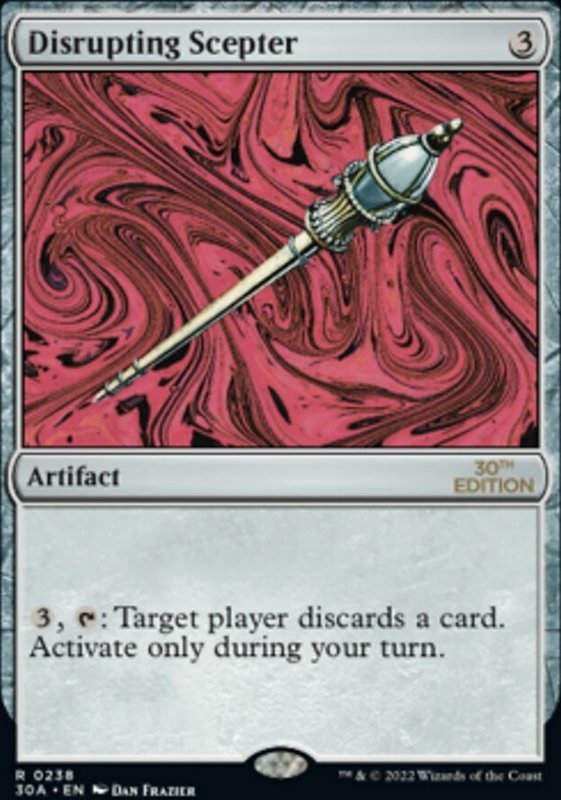 Disrupting Scepter 3
Artifact
30TH
EDITION
3, T: Target player discards a card.
Activate only during your turn.
R 0238
30A • EN Dan Frazier
™ & © 2022 Wizards of the Coast